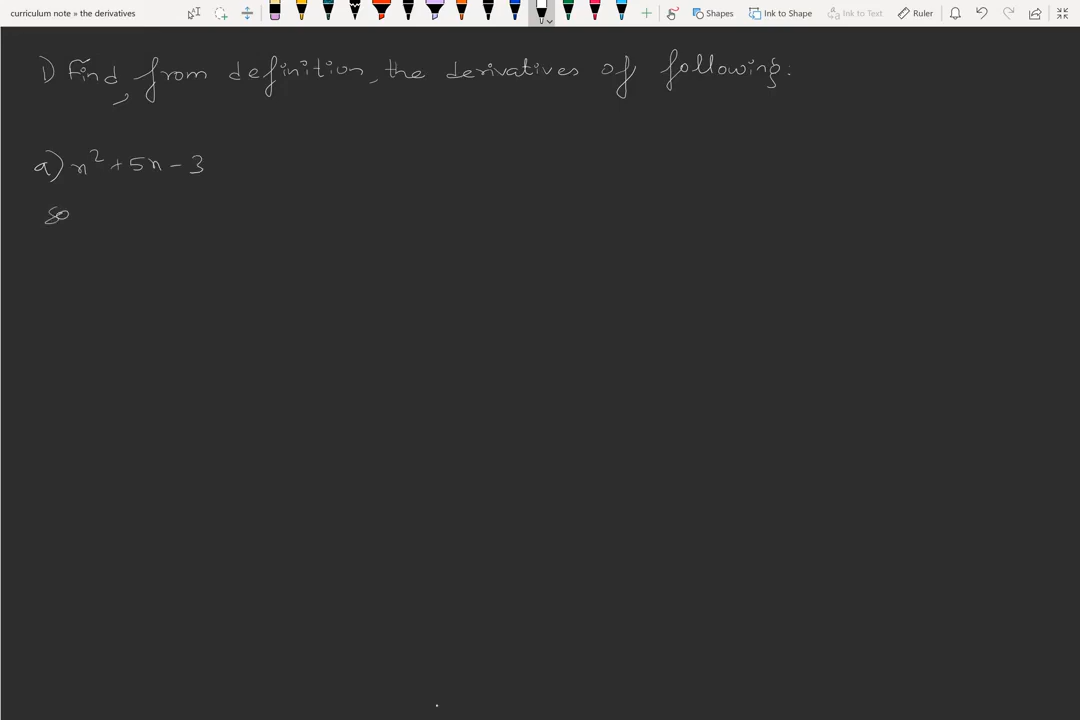 curriculum note » the derivatives
Shapes Ink to Shape Ink to Text Ruler
1) Find, from definition, the derivatives of following:
a) x² + 5x - 3
so